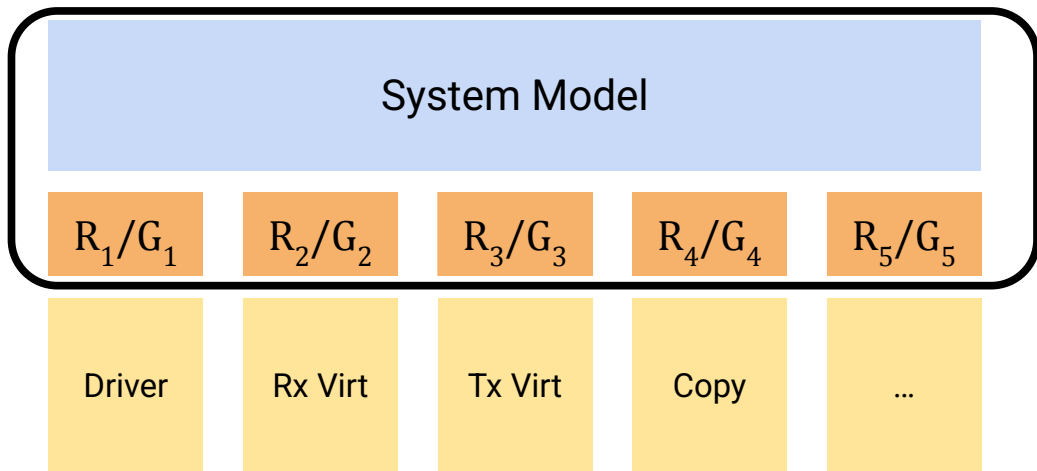 System Model
R₁/G₁ R₂/G₂ R₃/G₃ R₄/G₄ R₅/G₅
Driver Rx Virt Tx Virt Copy ...